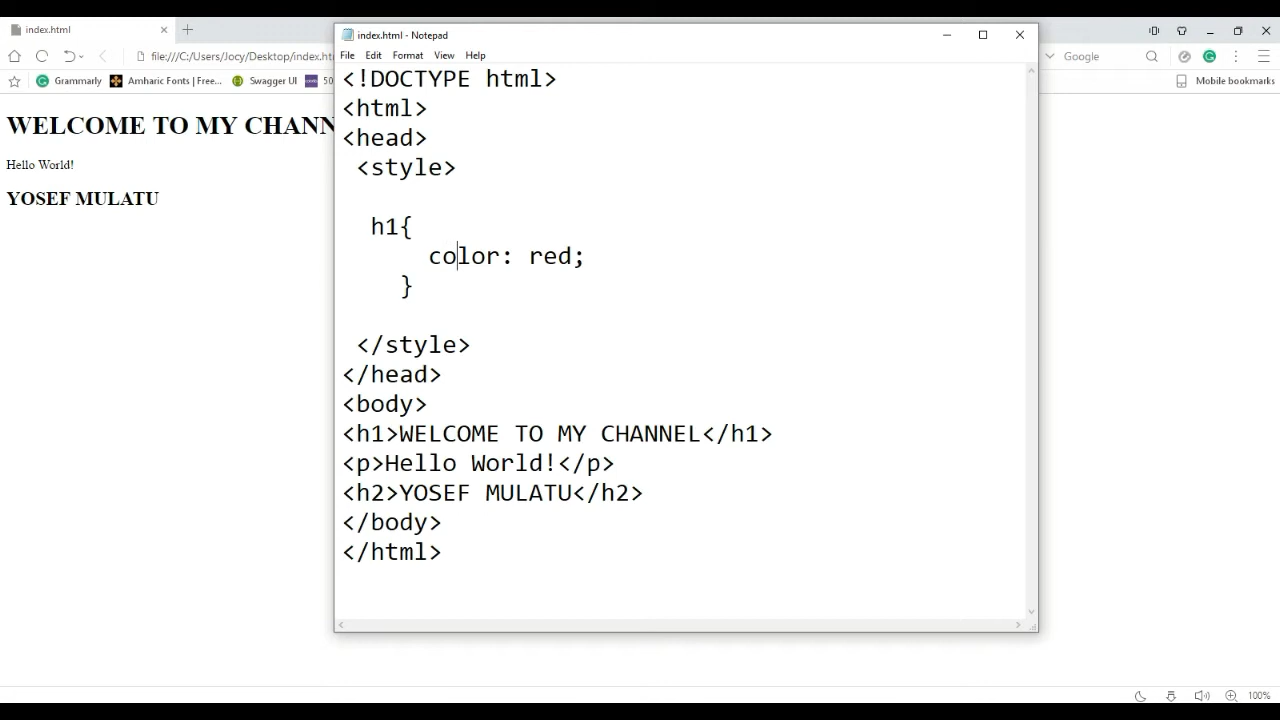 index.html
index.html - Notepad
file:///C:/Users/Jocy/Desktop/index.ht
Google
File Edit Format View Help
Grammarly
Amharic Fonts | Free...
Swagger UI
50
Mobile bookmarks
WELCOME TO MY CHANN
Hello World!
YOSEF MULATU
<!DOCTYPE html>
<html>
<head>
<style>
h1{
color: red;
}
</style>
</head>
<body>
<h1>WELCOME TO MY CHANNEL</h1>
<p>Hello World!</p>
<h2>YOSEF MULATU</h2>
</body>
</html>
100%